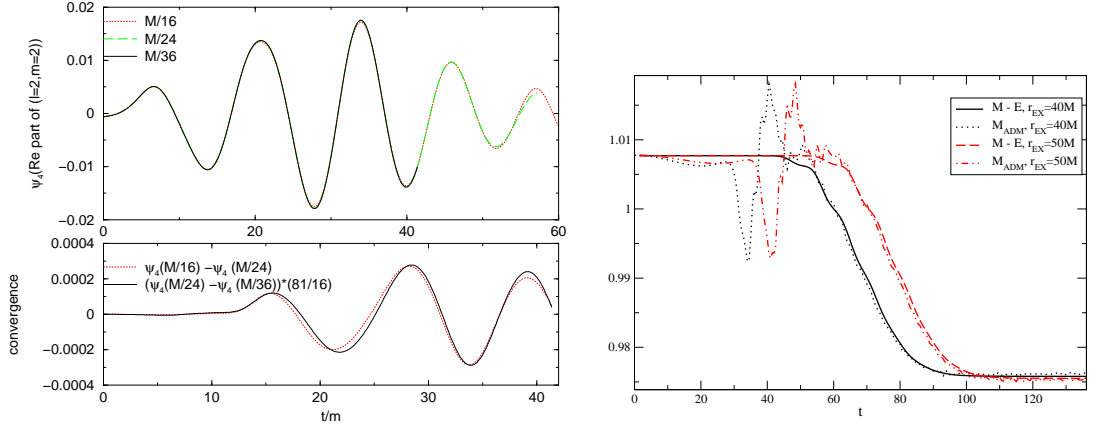 ψ4(Re part of (l=2,m=2))
0.02
0.01
0
−0.01
−0.02
M/16
M/24
M/36
0
20
40
60
convergence
0.0004
0.0002
0
−0.0002
−0.0004
ψ4(M/16) −ψ4 (M/24)
(ψ4(M/24) −ψ4 (M/36))*(81/16)
0
10
20
30
40
t/m
1.01
1
0.99
0.98
M - E, rEX=40M
MADM, rEX=40M
M - E, rEX=50M
MADM, rEX=50M
0
20
40
60
80
100
120
t